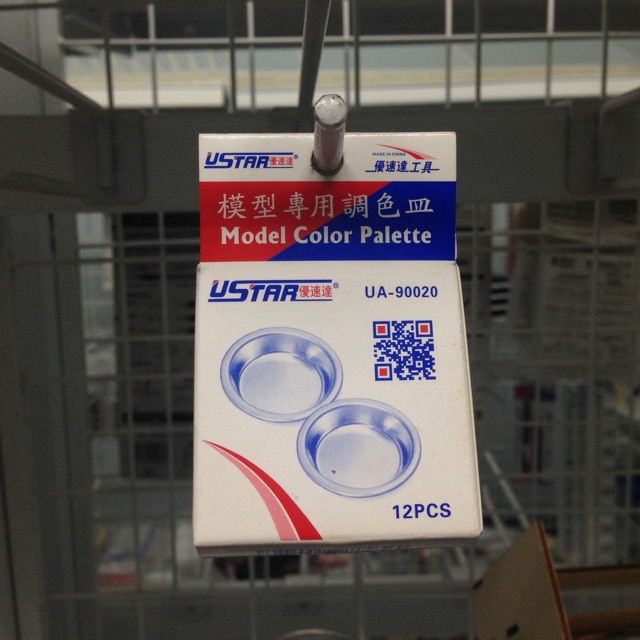 USTAR優速達®
MADE IN CHINA
優速達工具
模型專用調色皿
Model Color Palette
USTAR優速達®
UA-90020
12PCS